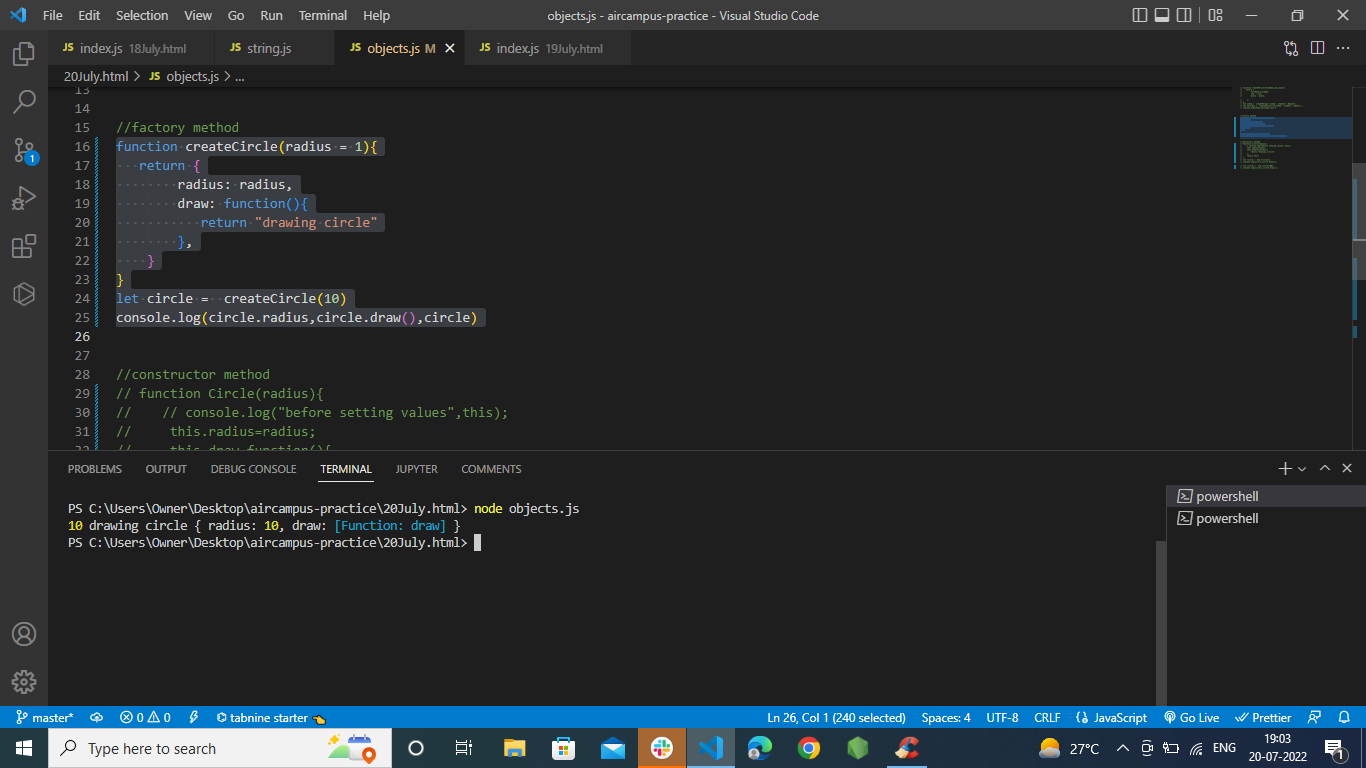 File Edit Selection View Go Run Terminal Help objects.js - aircampus-practice - Visual Studio Code
JS index.js 18July.html JS string.js JS objects.js M JS index.js 19July.html
20July.html > JS objects.js > ...
13
14
15 //factory method
16 function createCircle(radius = 1){
17 return {
18 radius: radius,
19 draw: function(){
20 return "drawing circle"
21 },
22 }
23 }
24 let circle = createCircle(10)
25 console.log(circle.radius,circle.draw(),circle)
26
27
28 //constructor method
29 // function Circle(radius){
30 // // console.log("before setting values",this);
31 // this.radius=radius;
32 // this.draw=function(){
1
PROBLEMS OUTPUT DEBUG CONSOLE TERMINAL JUPYTER COMMENTS
PS C:\Users\Owner\Desktop\aircampus-practice\20July.html> node objects.js
10 drawing circle { radius: 10, draw: [Function: draw] }
PS C:\Users\Owner\Desktop\aircampus-practice\20July.html>
powershell
powershell
master* 0 0 tabnine starter Ln 26, Col 1 (240 selected) Spaces: 4 UTF-8 CRLF {} JavaScript Go Live Prettier
Type here to search 27°C ENG 19:03
20-07-2022
1